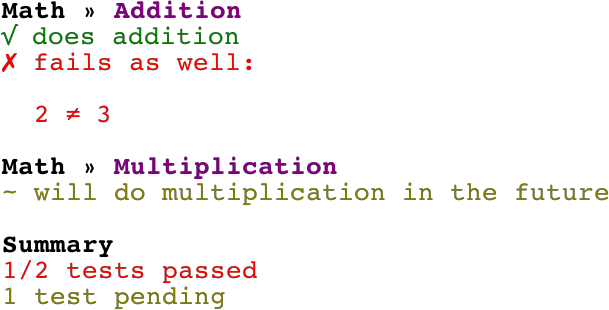 Math » Addition
√ does addition
✗ fails as well:
2 ≠ 3
Math » Multiplication
~ will do multiplication in the future
Summary
1/2 tests passed
1 test pending